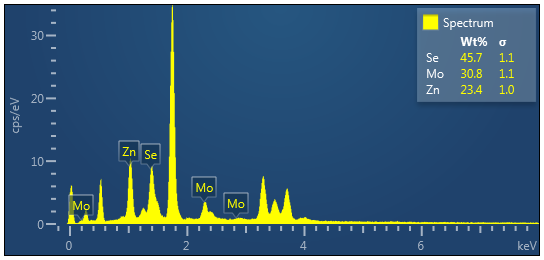 Spectrum
Wt% σ
Se 45.7 1.1
Mo 30.8 1.1
Zn 23.4 1.0
cps/eV
30
20
10
0
Mo
Zn
Se
Mo
Mo
0 2 4 6 keV